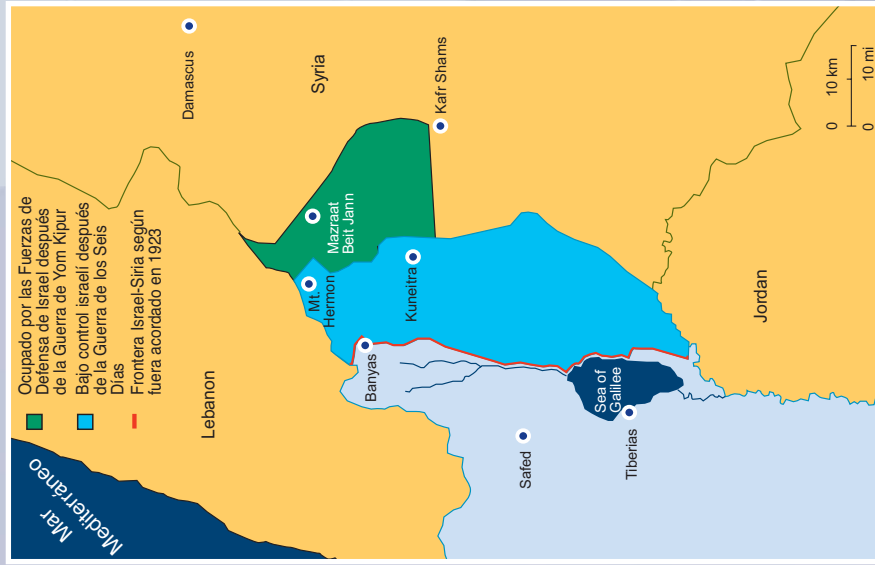 Ocupado por las Fuerzas de
Defensa de Israel después
de la Guerra de Yom Kipur
Bajo control israelí después
de la Guerra de los Seis
Días
Frontera Israel-Siria según
fuera acordado en 1923
Mar
Mediterráneo
Lebanon
Damascus
Syria
Mazraat
Beit Jann
Mt.
Hermon
Kafr Shams
Kuneitra
Banyas
Safed
Sea of
Galilee
Tiberias
Jordan
0 10 km
0 10 mi